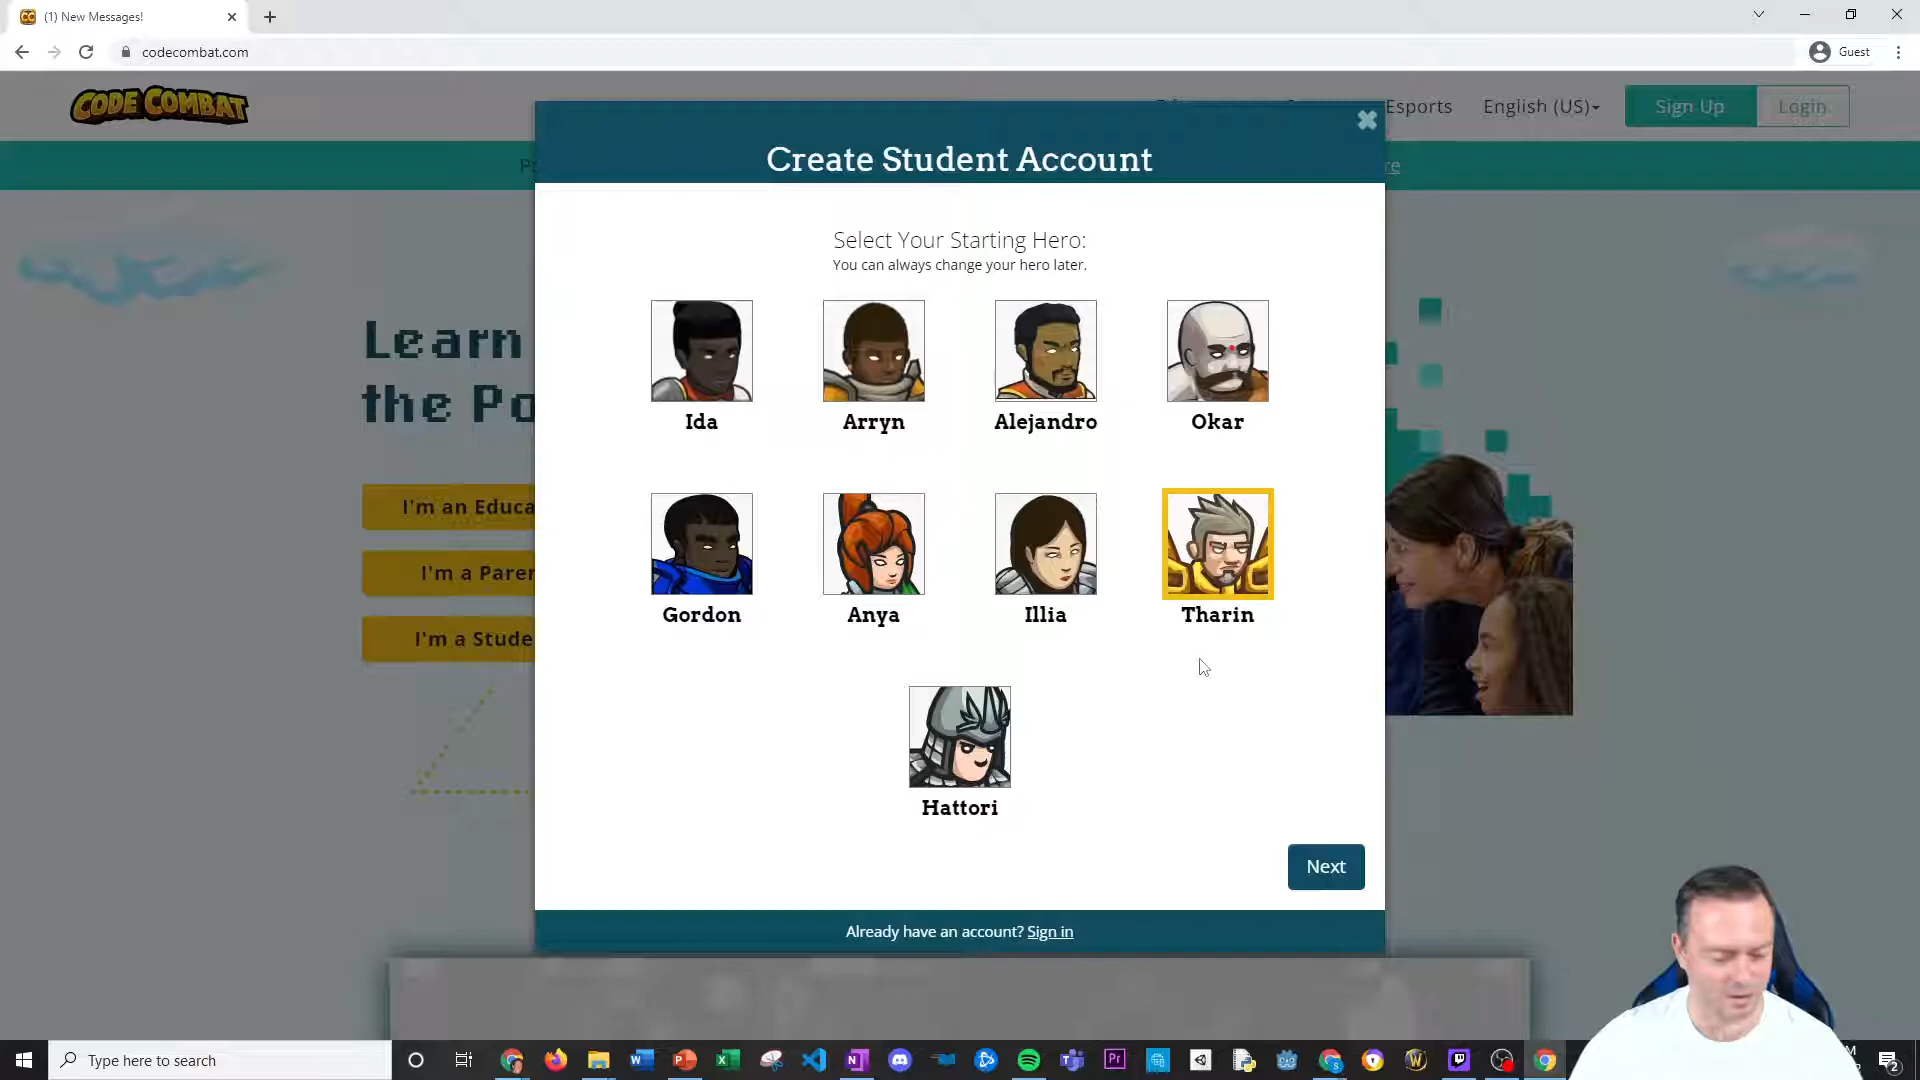 (1) New Messages!
codecombat.com
Guest
CODE COMBAT
Esports
English (US)
Sign Up
Login
Create Student Account
re
Select Your Starting Hero:
You can always change your hero later.
Learn
the Po
Ida
Arryn
Alejandro
Okar
I'm an Educa
I'm a Paren
I'm a Stude
Gordon
Anya
Illia
Tharin
Hattori
Next
Already have an account? Sign in
Type here to search